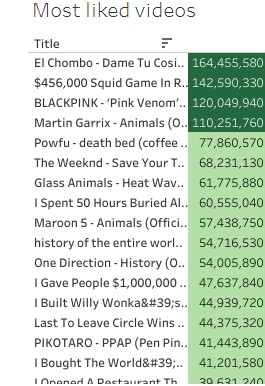 Most liked videos
Title
El Chombo - Dame Tu Cosi.. 164,455,580
$456,000 Squid Game In R.. 142,590,330
BLACKPINK - ‘Pink Venom’.. 120,049,940
Martin Garrix - Animals (O.. 110,251,760
Powfu - death bed (coffee .. 77,860,570
The Weeknd - Save Your T.. 68,231,130
Glass Animals - Heat Wav.. 61,775,880
I Spent 50 Hours Buried Al.. 60,555,040
Maroon 5 - Animals (Offici.. 57,438,750
history of the entire worl.. 54,716,530
One Direction - History (O.. 54,005,890
I Gave People $1,000,000 .. 47,637,840
I Built Willy Wonka&#39;s.. 44,939,720
Last To Leave Circle Wins .. 44,375,320
PIKOTARO - PPAP (Pen Pin.. 41,443,890
I Bought The World&#39;.. 41,201,580
I Opened A Restaurant Th.. 39,631,240